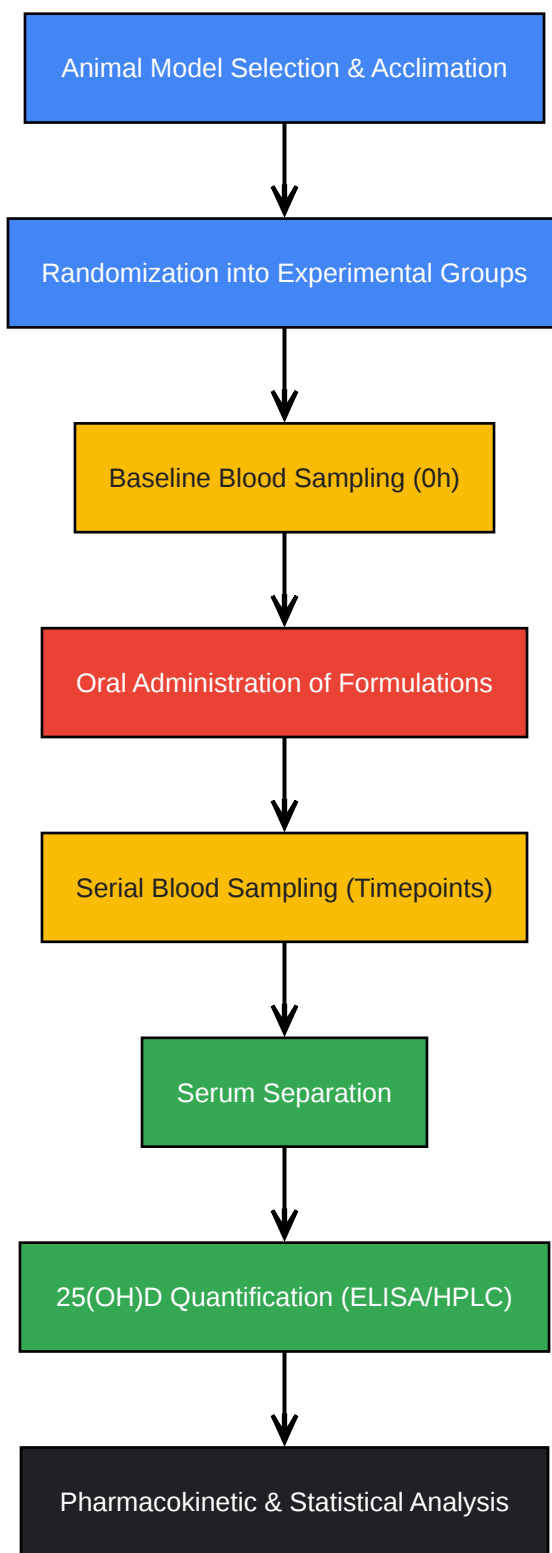 Animal Model Selection & Acclimation
Randomization into Experimental Groups
Baseline Blood Sampling (0h)
Oral Administration of Formulations
Serial Blood Sampling (Timepoints)
Serum Separation
25(OH)D Quantification (ELISA/HPLC)
Pharmacokinetic & Statistical Analysis